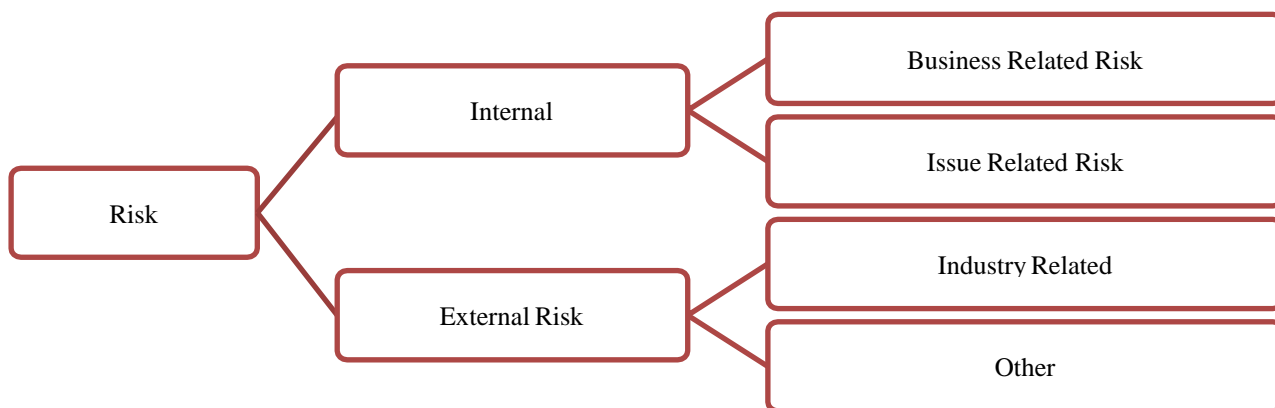 Business Related Risk
Internal
Issue Related Risk
Risk
Industry Related
External Risk
Other